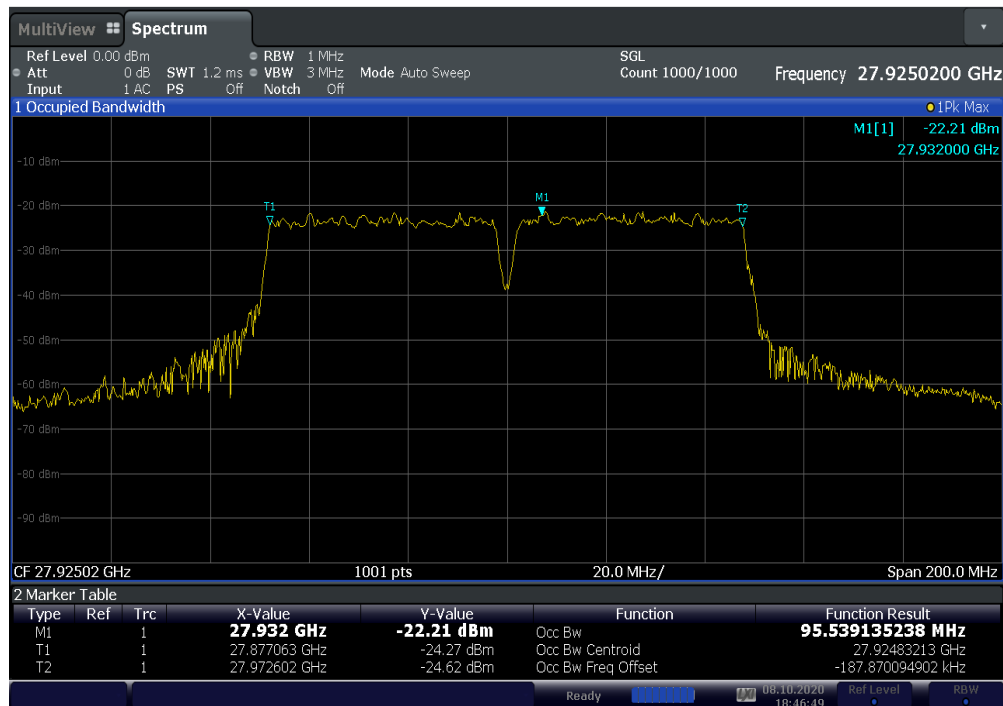 MultiView Spectrum
Ref Level 0.00 dBm RBW 1 MHz SGL
Att 0 dB SWT 1.2 ms VBW 3 MHz Mode Auto Sweep Count 1000/1000 Frequency 27.9250200 GHz
Input 1 AC PS Off Notch Off
1 Occupied Bandwidth 1Pk Max
M1[1] -22.21 dBm
27.932000 GHz
-10 dBm
M1
-20 dBm T1 T2
-30 dBm
-40 dBm
-50 dBm
-60 dBm
-70 dBm
-80 dBm
-90 dBm
CF 27.92502 GHz 1001 pts 20.0 MHz/ Span 200.0 MHz
2 Marker Table
Type Ref Trc X-Value Y-Value Function Function Result
M1 1 27.932 GHz -22.21 dBm Occ Bw 95.539135238 MHz
T1 1 27.877063 GHz -24.27 dBm Occ Bw Centroid 27.92483213 GHz
T2 1 27.972602 GHz -24.62 dBm Occ Bw Freq Offset -187.870094902 kHz
Ready 08.10.2020 Ref Level RBW
18:46:49